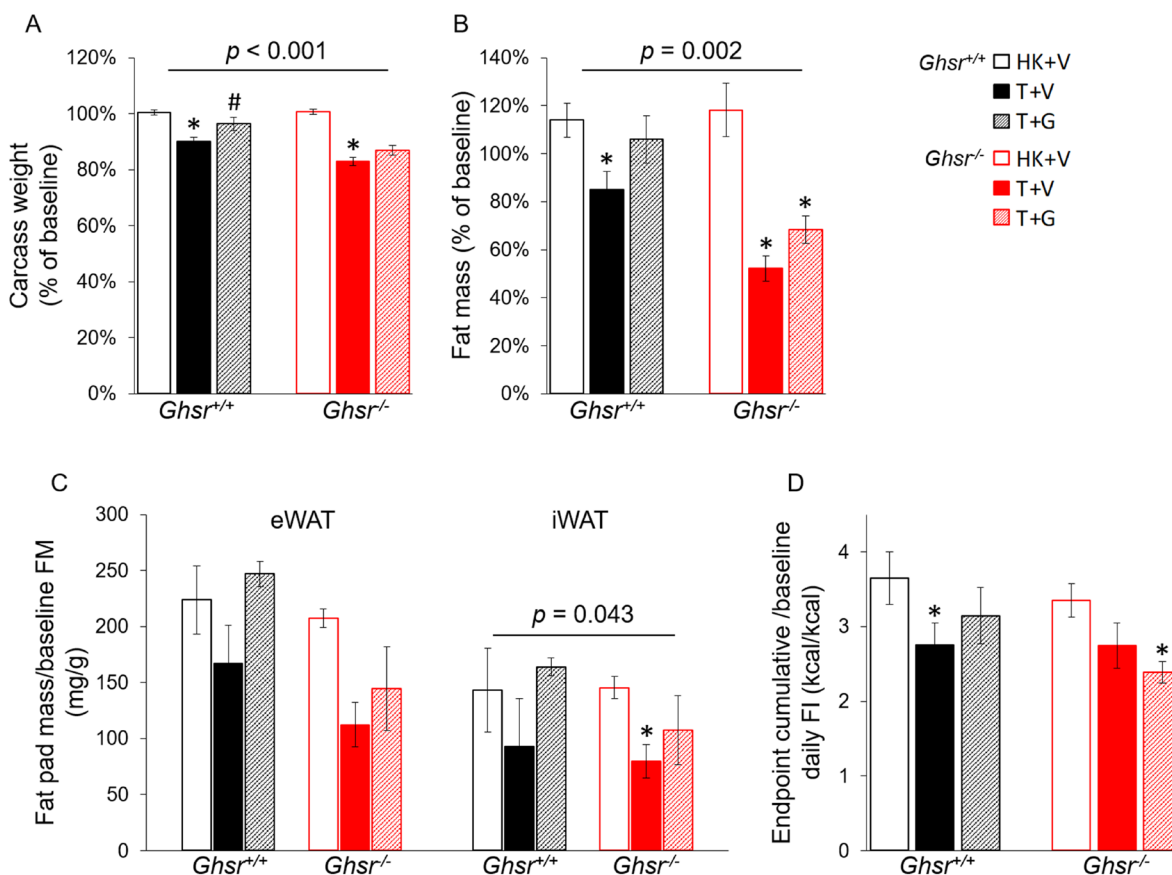 A
p < 0.001
Carcass weight
(% of baseline)
120%
100%
80%
60%
40%
20%
0%
*
#
*
Ghsr+/+
Ghsr-/-
B
p = 0.002
Fat mass (% of baseline)
140%
120%
100%
80%
60%
40%
20%
0%
*
*
*
Ghsr+/+
Ghsr-/-
Ghsr+/+
HK+V
T+V
T+G
Ghsr-/-
HK+V
T+V
T+G
C
eWAT
iWAT
p = 0.043
Fat pad mass/baseline FM
(mg/g)
300
250
200
150
100
50
0
*
Ghsr+/+
Ghsr-/-
Ghsr+/+
Ghsr-/-
D
Endpoint cumulative /baseline
daily FI (kcal/kcal)
4
3
2
1
0
*
*
Ghsr+/+
Ghsr-/-